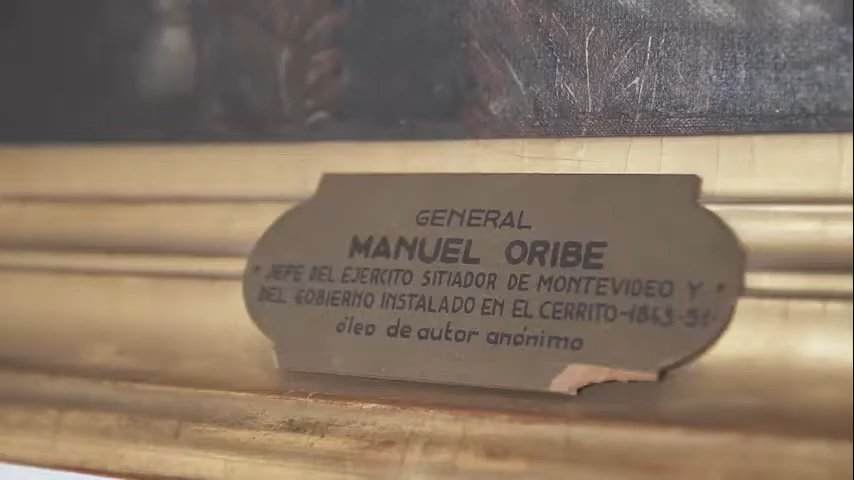 GENERAL
MANUEL ORIBE
JEFE DEL EJERCITO SITIADOR DE MONTEVIDEO Y
DEL GOBIERNO INSTALADO EN EL CERRITO-1843-51-
óleo de autor anónimo